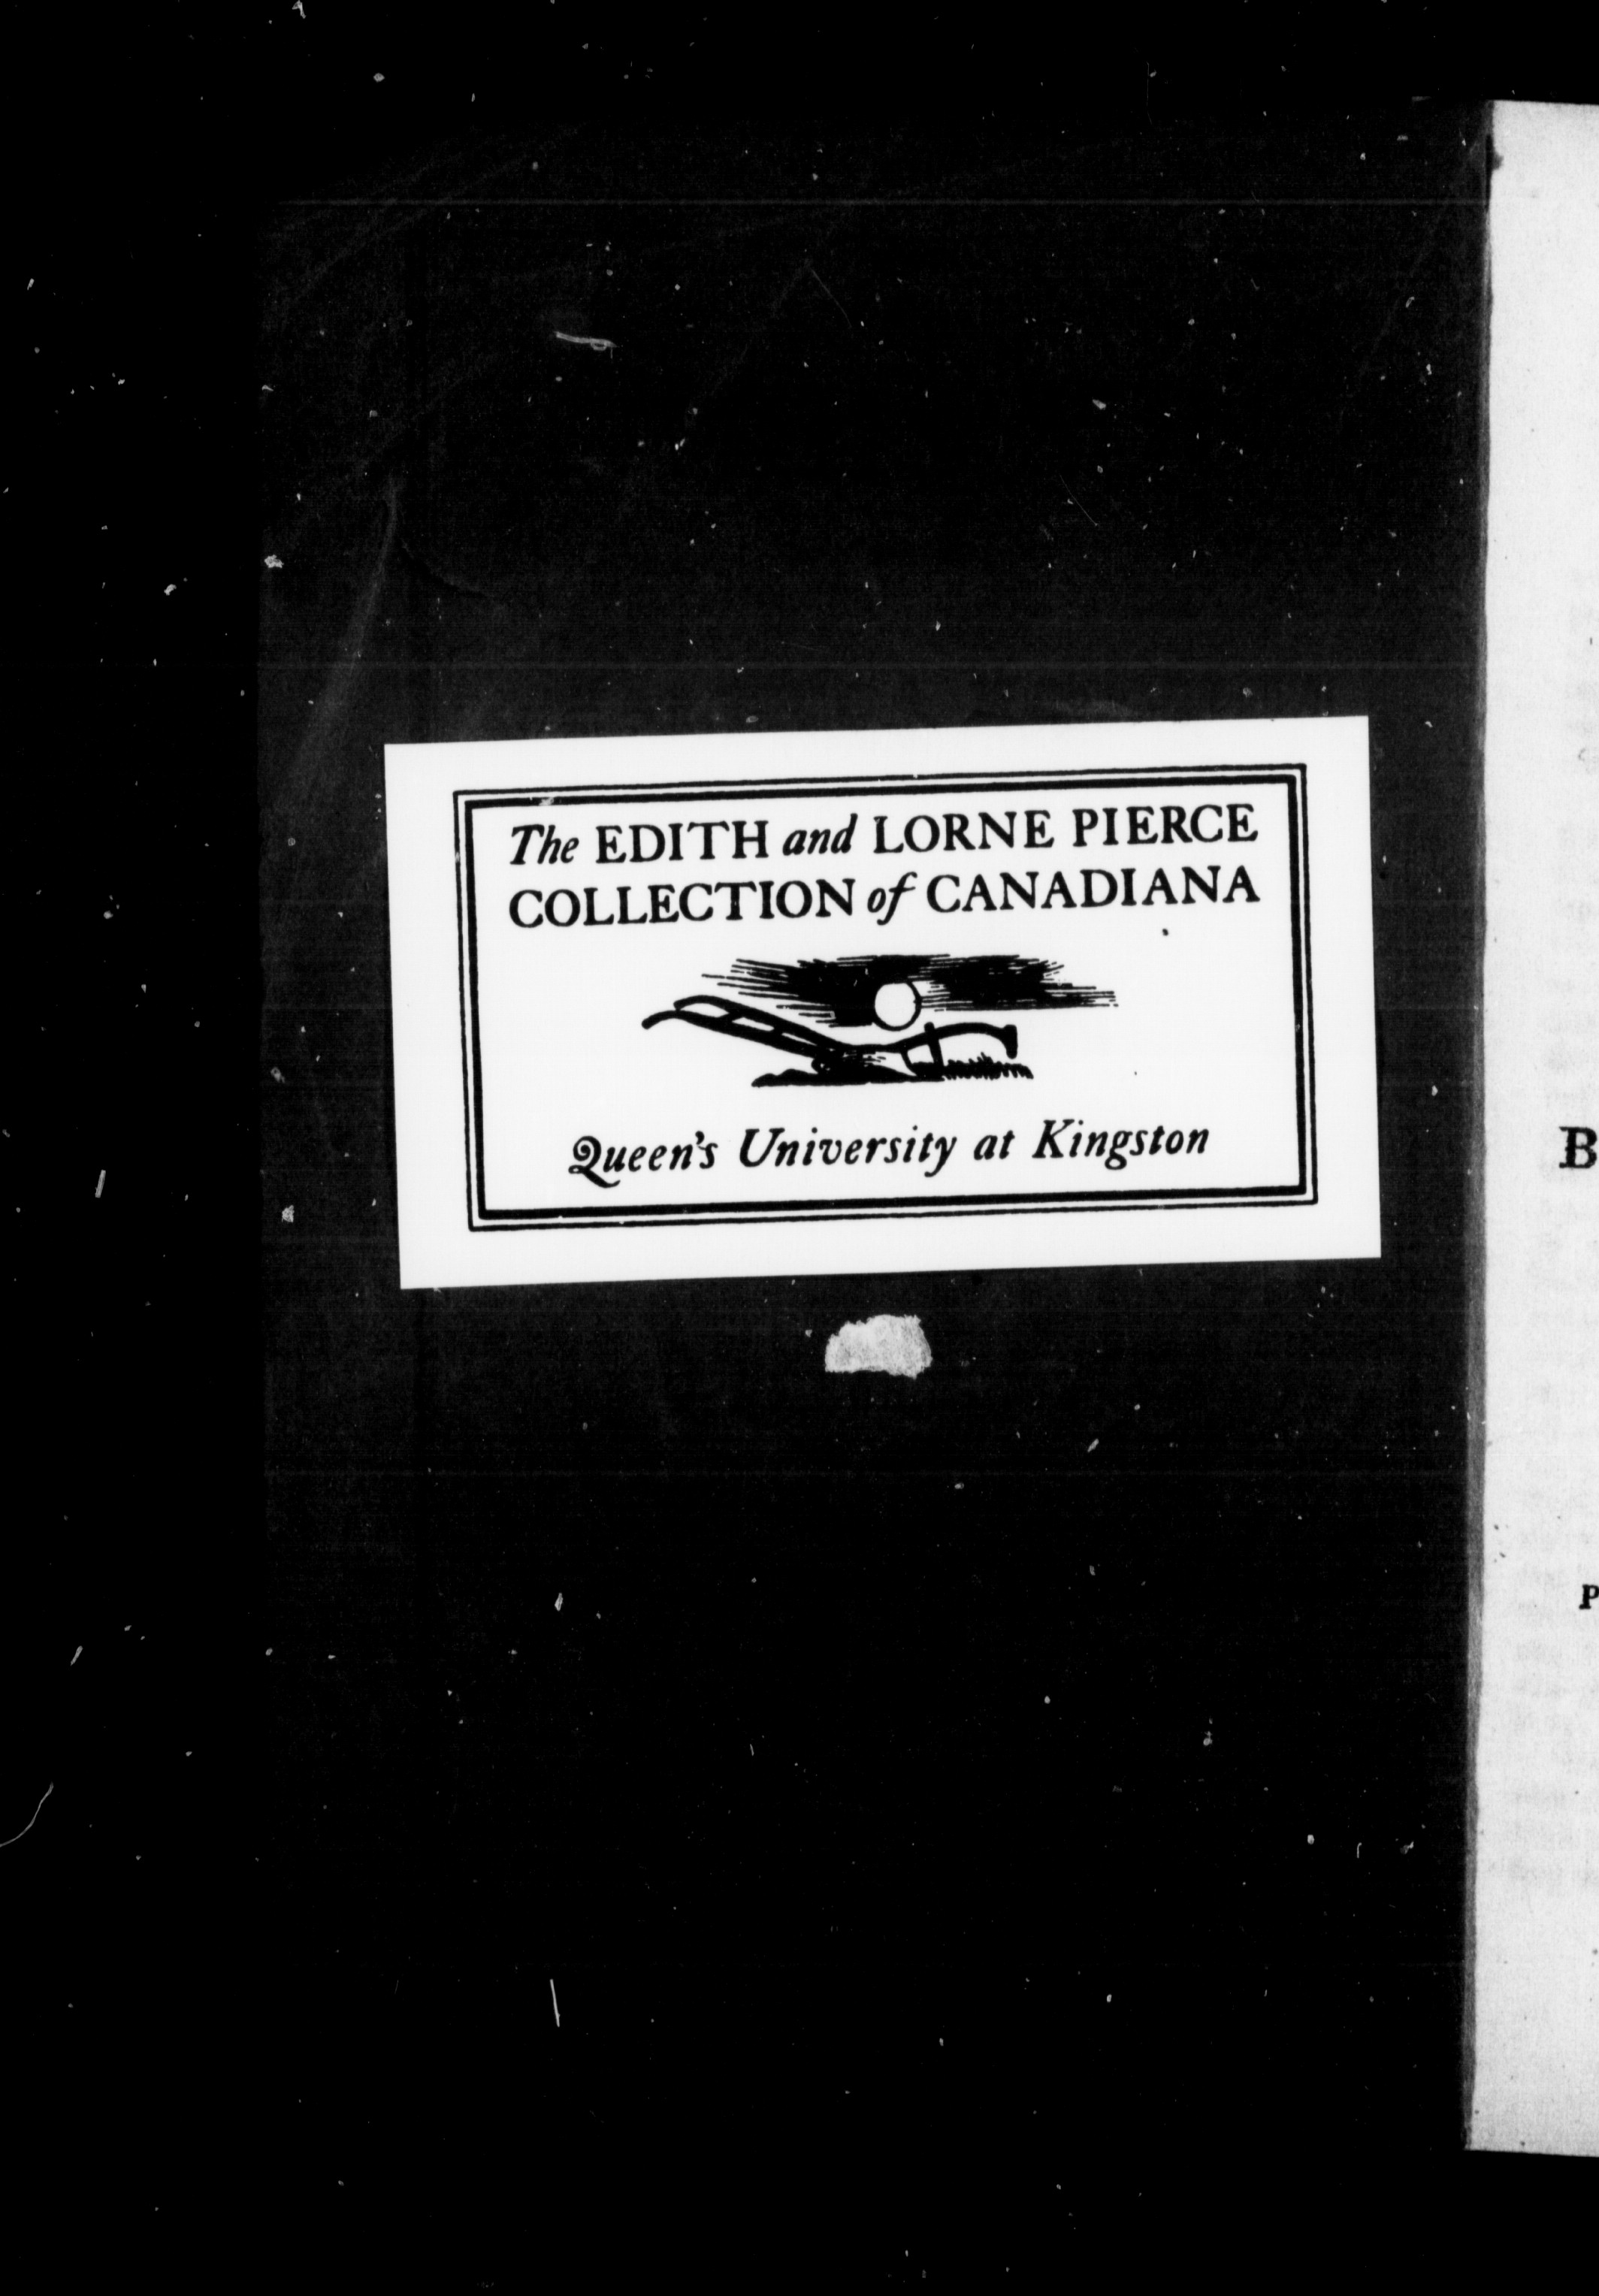 The EDITH and LORNE PIERCE
COLLECTION of CANADIANA
Queen's University at Kingston
B
P